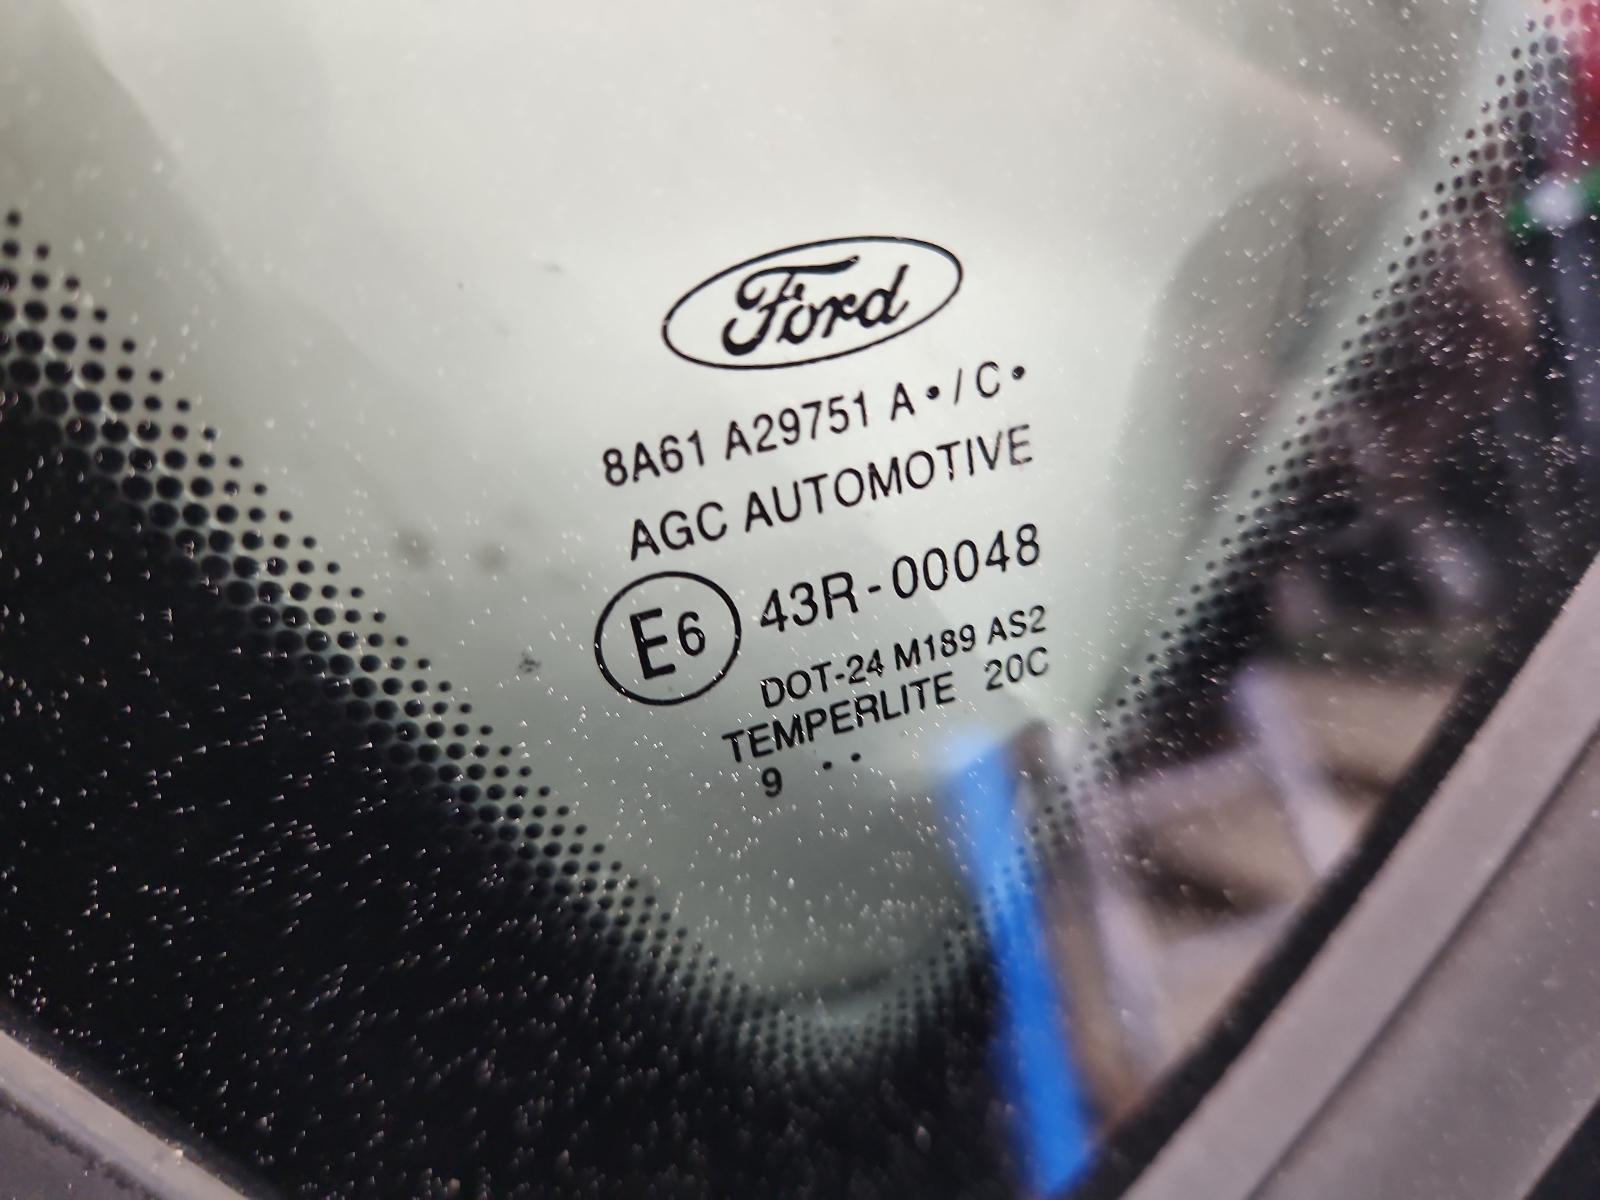 Ford
8A61 A29751 A•/C•
AGC AUTOMOTIVE
E6 43R-00048
DOT-24 M189 AS2
TEMPERLITE 20C
9 ..